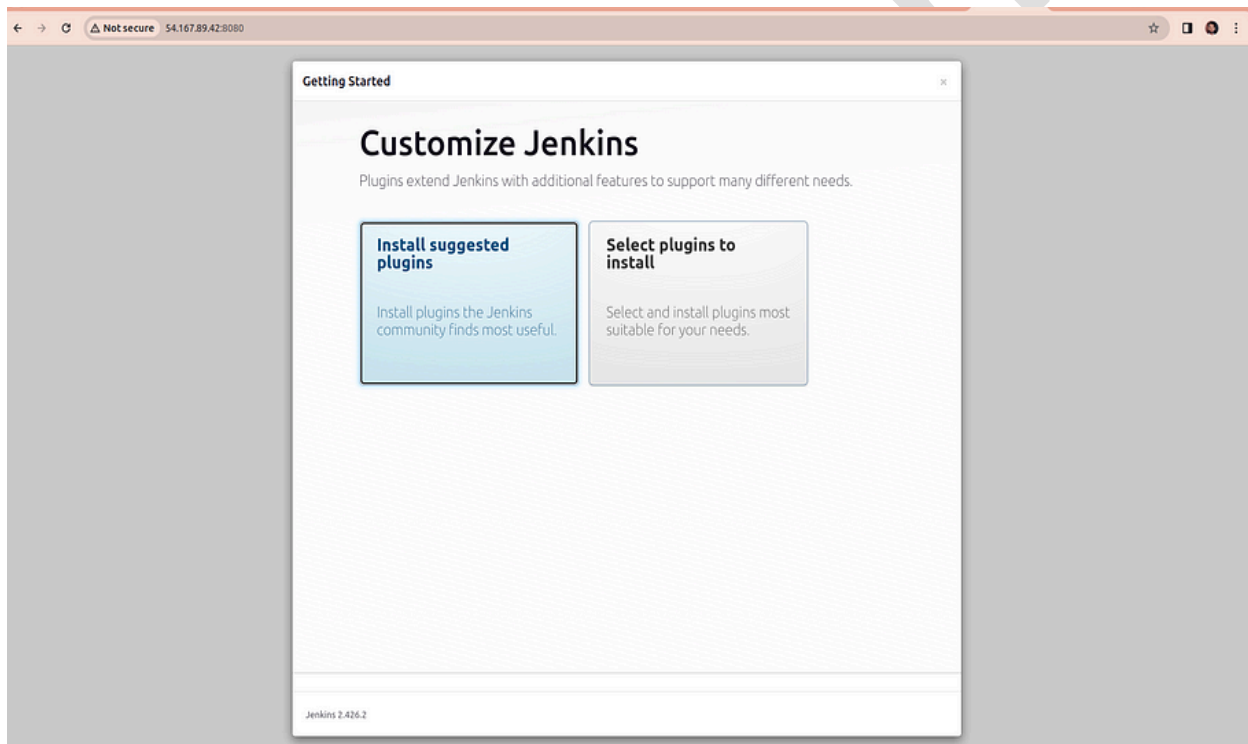 Not secure 54.167.89.42:8080
Getting Started
Customize Jenkins
Plugins extend Jenkins with additional features to support many different needs.
Install suggested
plugins
Install plugins the Jenkins
community finds most useful.
Select plugins to
install
Select and install plugins most
suitable for your needs.
Jenkins 2.426.2